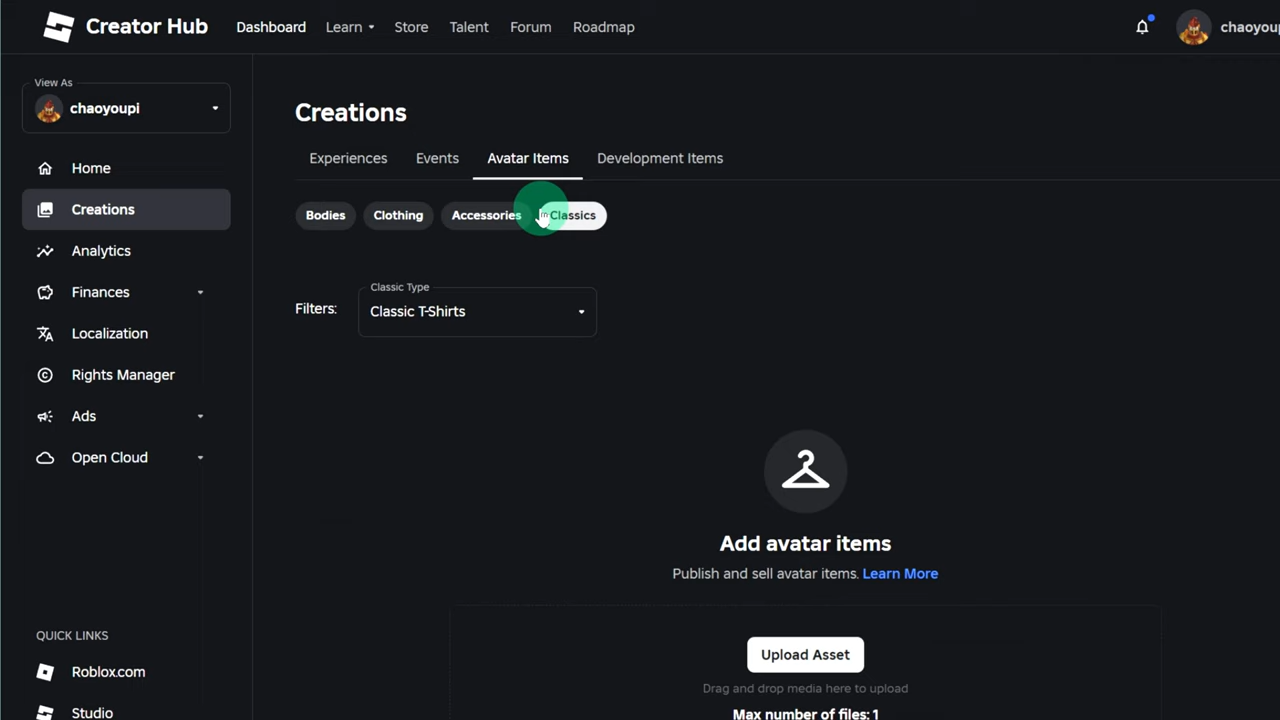 Creator Hub
Dashboard
Learn
Store
Talent
Forum
Roadmap
View As
chaoyoupi
Home
Creations
Analytics
Finances
Localization
Rights Manager
Ads
Open Cloud
QUICK LINKS
Roblox.com
Studio
Creations
Experiences
Events
Avatar Items
Development Items
Bodies
Clothing
Accessories
Classics
Filters:
Classic Type
Classic T-Shirts
Add avatar items
Publish and sell avatar items. Learn More
Upload Asset
Drag and drop media here to upload
Max number of files: 1